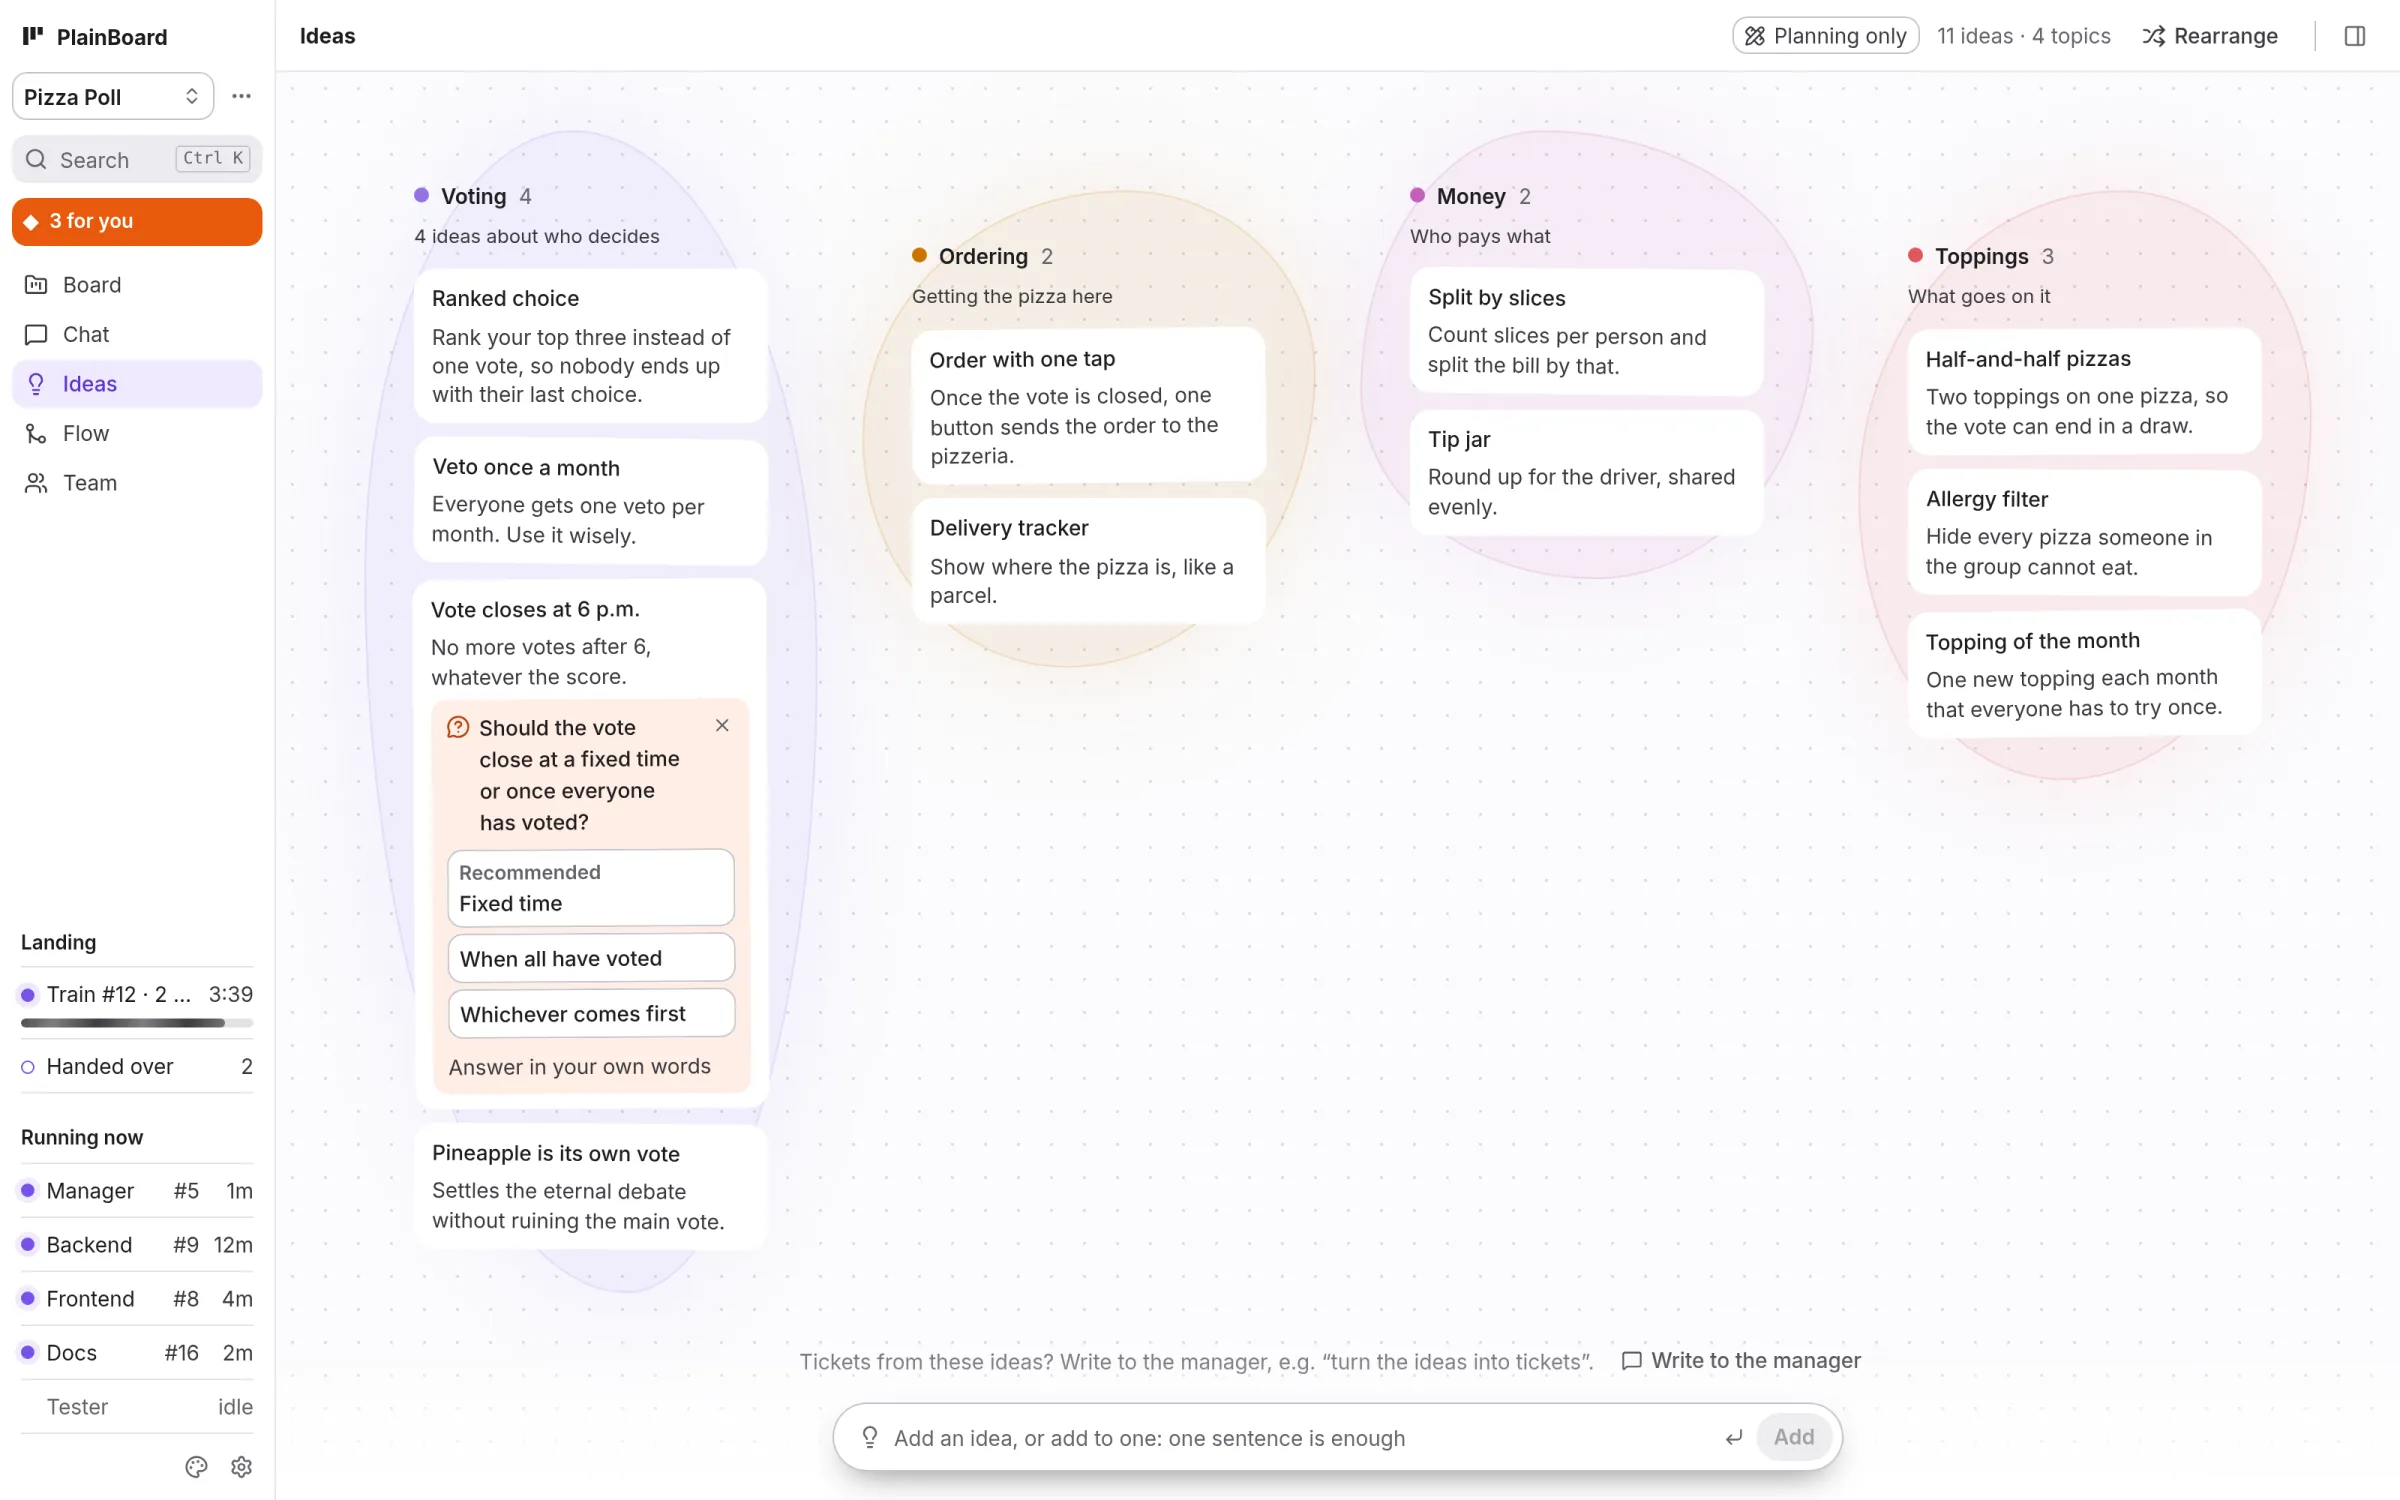 PlainBoard
Pizza Poll
Search Ctrl K
3 for you
Board
Chat
Ideas
Flow
Team
Landing
Train #12 · 2 ... 3:39
Handed over 2
Running now
Manager #5 1m
Backend #9 12m
Frontend #8 4m
Docs #16 2m
Tester idle
Ideas
Planning only 11 ideas · 4 topics Rearrange
Voting 4
4 ideas about who decides
Ranked choice
Rank your top three instead of
one vote, so nobody ends up
with their last choice.
Veto once a month
Everyone gets one veto per
month. Use it wisely.
Vote closes at 6 p.m.
No more votes after 6,
whatever the score.
Should the vote
close at a fixed time
or once everyone
has voted?
Recommended
Fixed time
When all have voted
Whichever comes first
Answer in your own words
Pineapple is its own vote
Settles the eternal debate
without ruining the main vote.
Ordering 2
Getting the pizza here
Order with one tap
Once the vote is closed, one
button sends the order to the
pizzeria.
Delivery tracker
Show where the pizza is, like a
parcel.
Money 2
Who pays what
Split by slices
Count slices per person and
split the bill by that.
Tip jar
Round up for the driver, shared
evenly.
Toppings 3
What goes on it
Half-and-half pizzas
Two toppings on one pizza, so
the vote can end in a draw.
Allergy filter
Hide every pizza someone in
the group cannot eat.
Topping of the month
One new topping each month
that everyone has to try once.
Tickets from these ideas? Write to the manager, e.g. “turn the ideas into tickets”. Write to the manager
Add an idea, or add to one: one sentence is enough Add